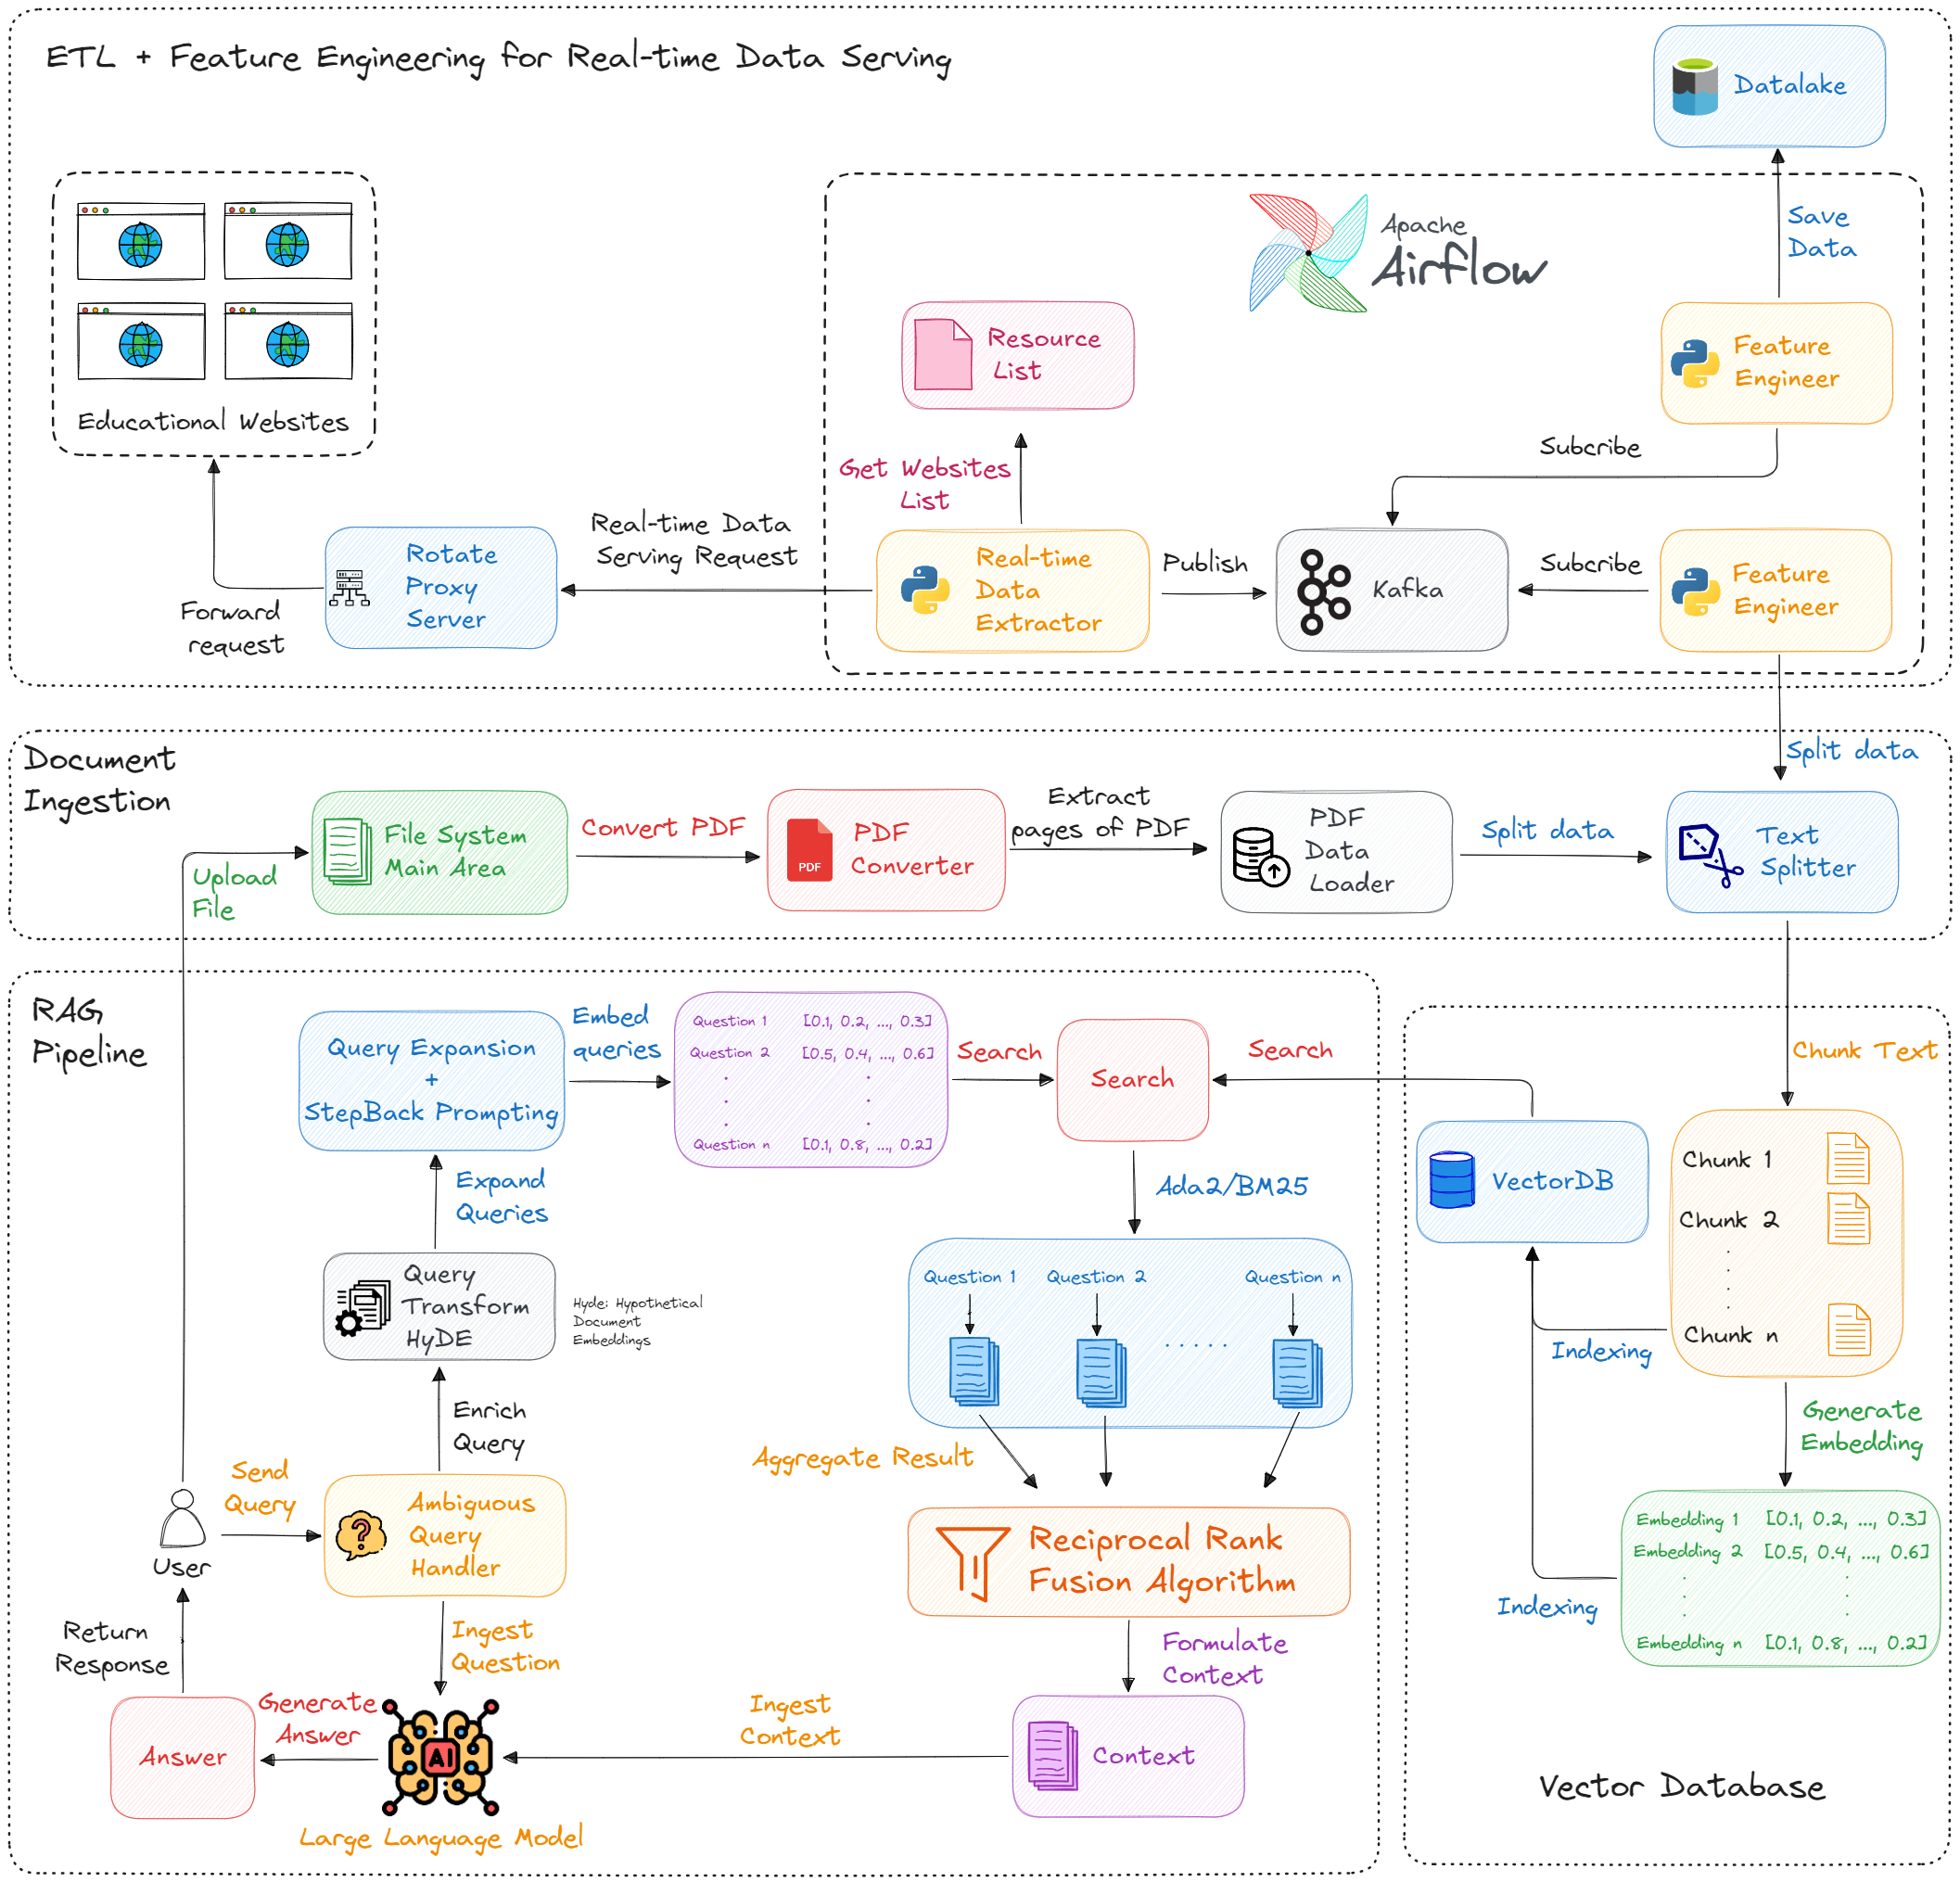 ETL + Feature Engineering for Real-time Data Serving
Datalake
Save
Data
Apache
Airflow
Resource
List
Feature
Engineer
Educational Websites
Get Websites
List
Subcribe
Real-time Data
Serving Request
Rotate
Proxy
Server
Real-time
Data
Extractor
Publish
Kafka
Subcribe
Feature
Engineer
Forward
request
Document
Ingestion
Split data
Upload
File
File System
Main Area
Convert PDF
PDF
PDF
Converter
Extract
pages of PDF
PDF
Data
Loader
Split data
Text
Splitter
RAG
Pipeline
Query Expansion
+
StepBack Prompting
Embed
queries
Question 1 [0.1, 0.2, ..., 0.3]
Question 2 [0.5, 0.4, ..., 0.6]
Question n [0.1, 0.8, ..., 0.2]
Search
Search
Search
Chunk Text
Expand
Queries
Ada2/BM25
VectorDB
Chunk 1
Chunk 2
Chunk n
Query
Transform
HyDE
Hyde: Hypothetical
Document
Embeddings
Question 1
Question 2
.....
Question n
Indexing
Enrich
Query
Aggregate Result
Generate
Embedding
Send
Query
User
?
Ambiguous
Query
Handler
Reciprocal Rank
Fusion Algorithm
Embedding 1 [0.1, 0.2, ..., 0.3]
Embedding 2 [0.5, 0.4, ..., 0.6]
Embedding n [0.1, 0.8, ..., 0.2]
Indexing
Return
Response
Ingest
Question
Formulate
Context
Answer
Generate
Answer
AI
Large Language Model
Ingest
Context
Context
Vector Database